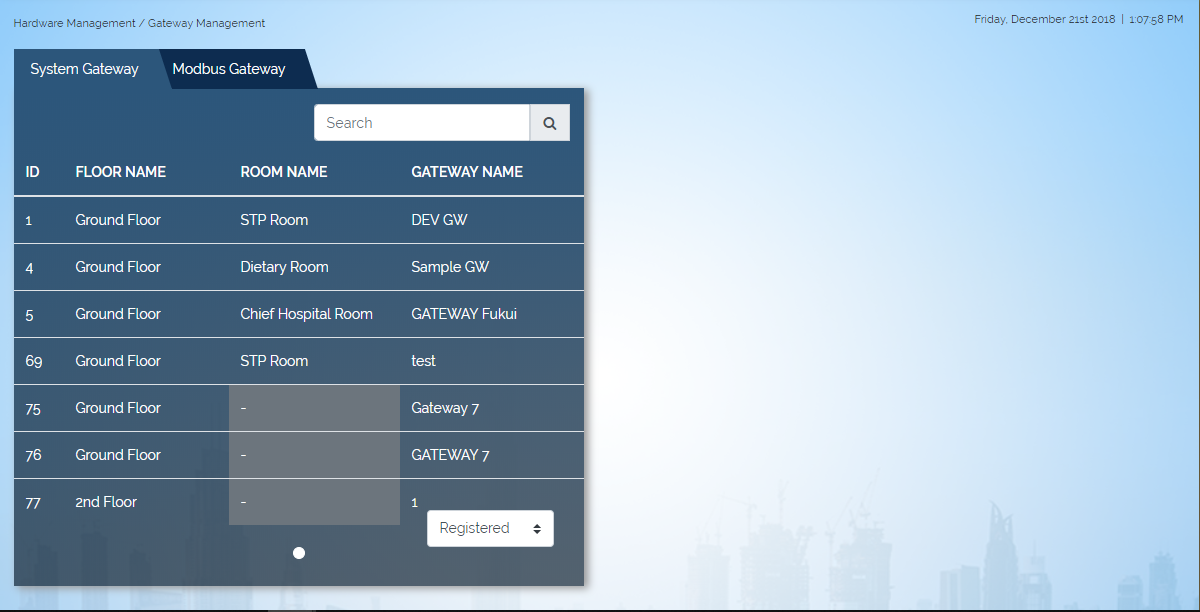 Hardware Management / Gateway Management
Friday, December 21st 2018 | 1:07:58 PM
System Gateway
Modbus Gateway
Search
ID FLOOR NAME ROOM NAME GATEWAY NAME
1 Ground Floor STP Room DEV GW
4 Ground Floor Dietary Room Sample GW
5 Ground Floor Chief Hospital Room GATEWAY Fukui
69 Ground Floor STP Room test
75 Ground Floor - Gateway 7
76 Ground Floor - GATEWAY 7
77 2nd Floor - 1
Registered